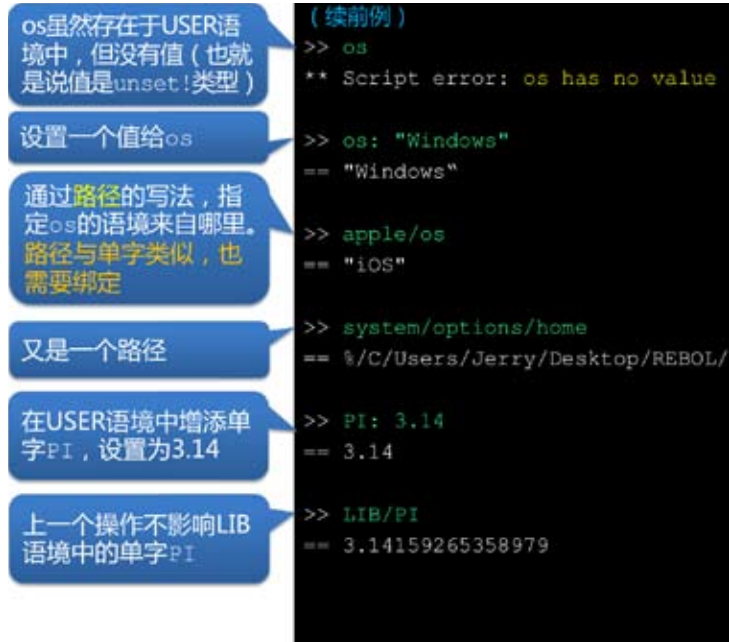 os虽然存在于USER语
境中，但没有值（也就
是说值是unset!类型）
（续前例）
>> os
** Script error: os has no value
设置一个值给os
>> os: "Windows"
== "Windows“
通过路径的写法，指
定os的语境来自哪里。
路径与单字类似，也
需要绑定
>> apple/os
== "iOS"
又是一个路径
>> system/options/home
== %/C/Users/Jerry/Desktop/REBOL/
在USER语境中增添单
字PI，设置为3.14
>> PI: 3.14
== 3.14
上一个操作不影响LIB
语境中的单字PI
>> LIB/PI
== 3.14159265358979